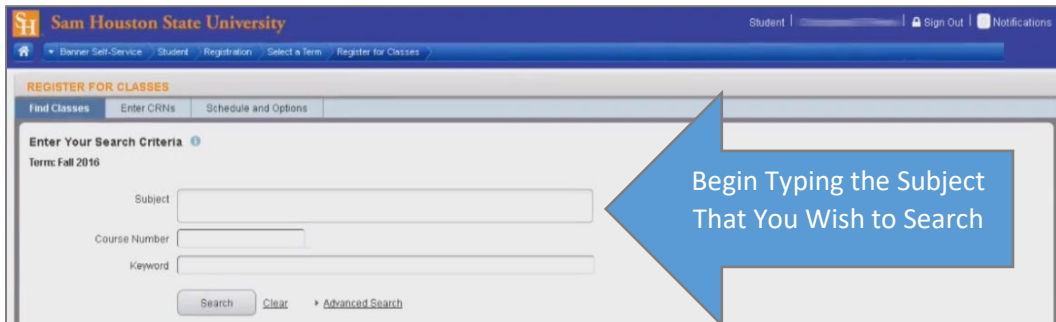 SH Sam Houston State University
Student | | Sign Out | Notifications
Banner Self-Service Student Registration Select a Term Register for Classes
REGISTER FOR CLASSES
Find Classes Enter CRNs Schedule and Options
Enter Your Search Criteria
Term: Fall 2016
Subject
Course Number
Keyword
Search Clear Advanced Search
Begin Typing the Subject
That You Wish to Search